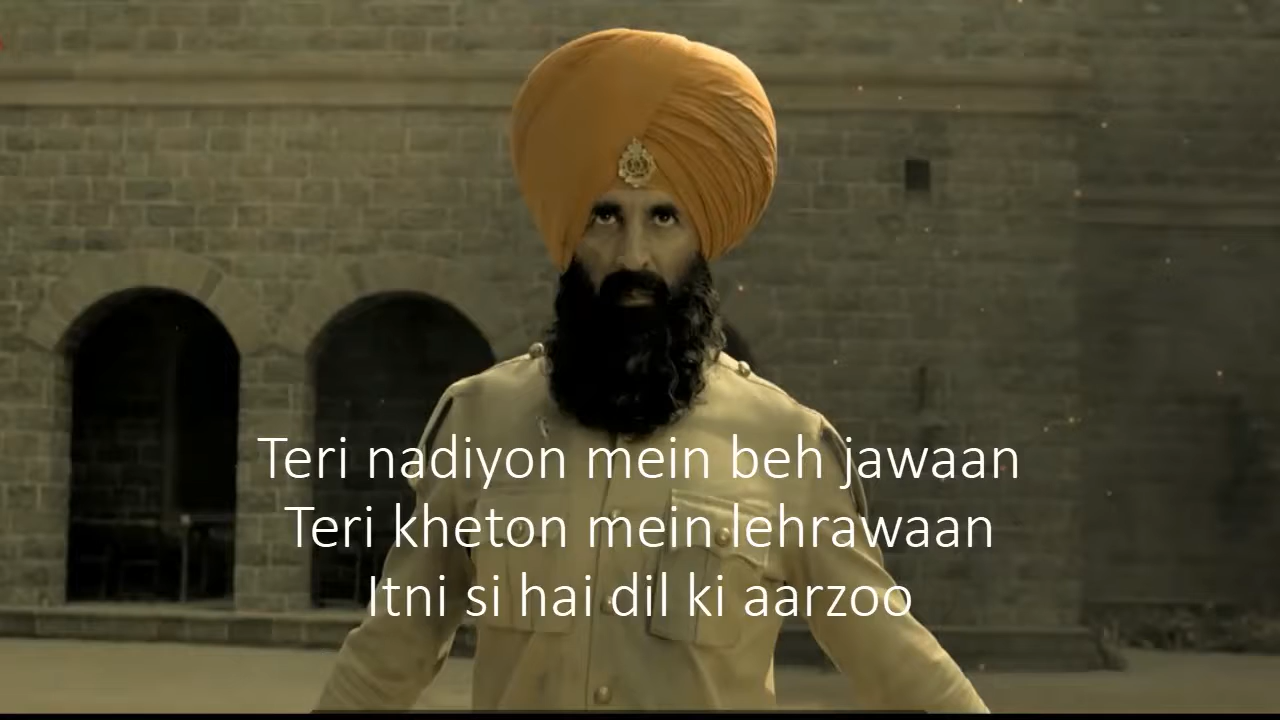 Teri nadiyon mein beh jawaan
Teri kheton mein lehrawaan
Itni si hai dil ki aarzoo